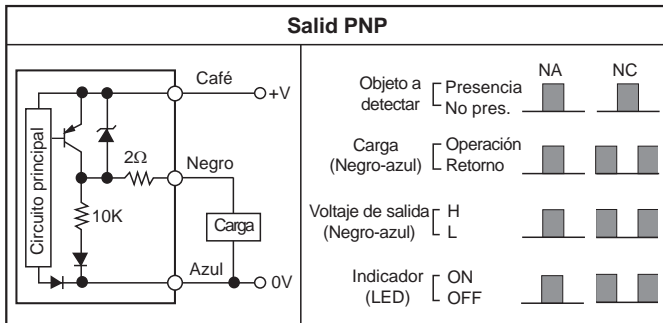 Salid PNP
Café
+V
Circuito principal
2Ω
Negro
10K
Carga
Azul
0V
NA NC
Objeto a detectar
Presencia
No pres.
Carga
(Negro-azul)
Operación
Retorno
Voltaje de salida
(Negro-azul)
H
L
Indicador
(LED)
ON
OFF